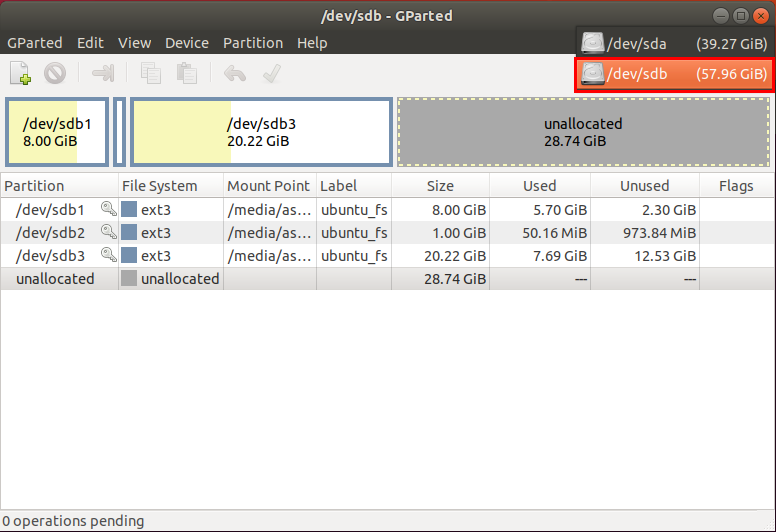 /dev/sdb - GParted
GParted Edit View Device Partition Help
/dev/sda (39.27 GiB)
/dev/sdb (57.96 GiB)
/dev/sdb1
8.00 GiB
/dev/sdb3
20.22 GiB
unallocated
28.74 GiB
Partition File System Mount Point Label Size Used Unused Flags
/dev/sdb1 ext3 /media/as... ubuntu_fs 8.00 GiB 5.70 GiB 2.30 GiB
/dev/sdb2 ext3 /media/as... ubuntu_fs 1.00 GiB 50.16 MiB 973.84 MiB
/dev/sdb3 ext3 /media/as... ubuntu_fs 20.22 GiB 7.69 GiB 12.53 GiB
unallocated unallocated 28.74 GiB --- ---
0 operations pending